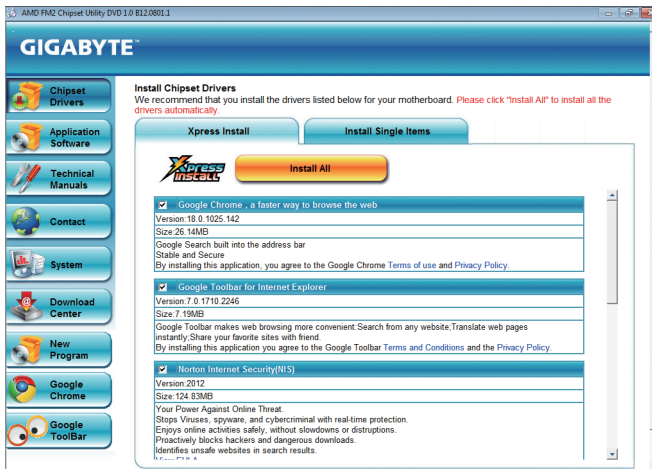 AMD FM2 Chipset Utility DVD 1.0 B12.0801.1
GIGABYTE™
Chipset
Drivers
Application
Software
Technical
Manuals
Contact
System
Download
Center
New
Program
Google
Chrome
Google
ToolBar
Install Chipset Drivers
We recommend that you install the drivers listed below for your motherboard. Please click "Install All" to install all the
drivers automatically.
Xpress Install
Install Single Items
Xpress
Install
Install All
Google Chrome , a faster way to browse the web
Version:18.0.1025.142
Size:26.14MB
Google Search built into the address bar
Stable and Secure
By installing this application, you agree to the Google Chrome Terms of use and Privacy Policy.
Google Toolbar for Internet Explorer
Version:7.0.1710.2246
Size:7.19MB
Google Toolbar makes web browsing more convenient:Search from any website;Translate web pages
instantly;Share your favorite sites with friend.
By installing this application you agree to the Google Toolbar Terms and Conditions and the Privacy Policy.
Norton Internet Security(NIS)
Version:2012
Size:124.83MB
Your Power Against Online Threat.
Stops Viruses, spyware, and cybercriminal with real-time protection.
Enjoys online activities safely, without slowdowns or distruptions.
Proactively blocks hackers and dangerous downloads.
Identifies unsafe websites in search results.
View EULA